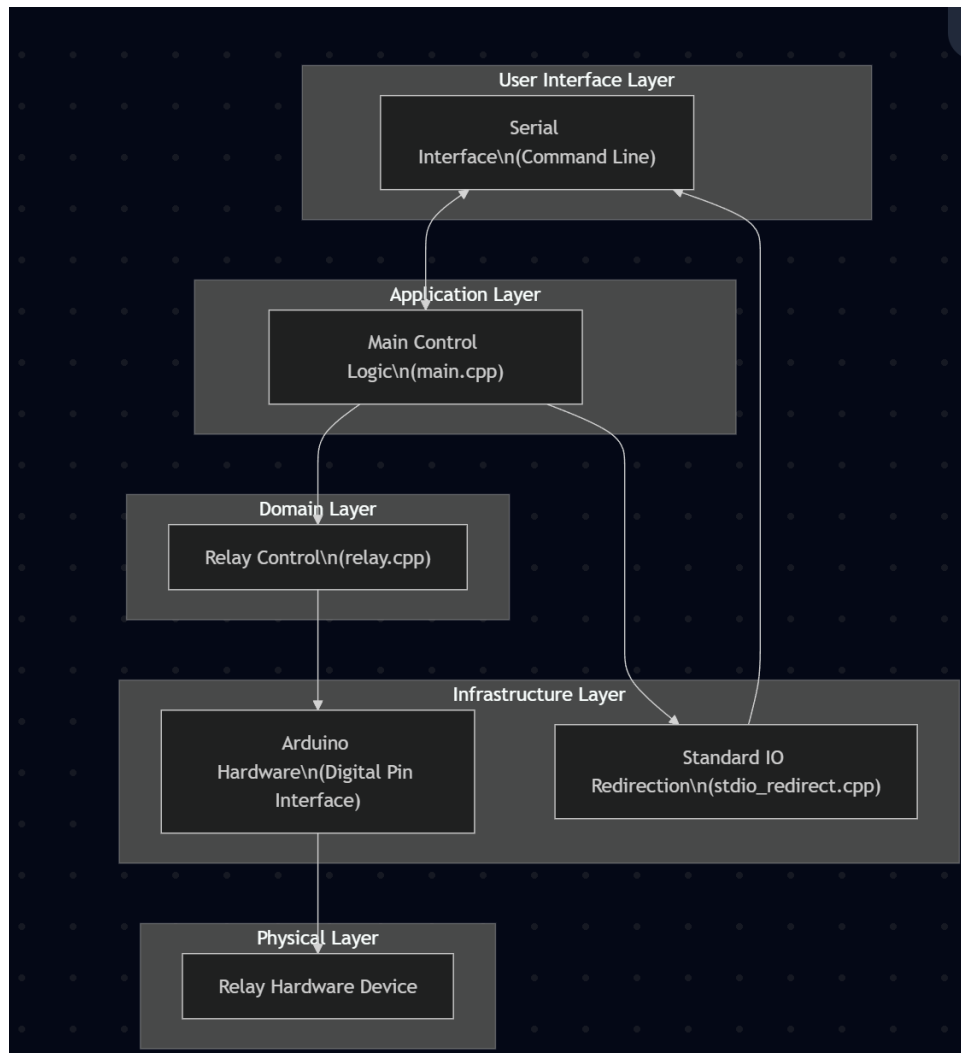 User Interface Layer
Serial
Interface\n(Command Line)
Application Layer
Main Control
Logic\n(main.cpp)
Domain Layer
Relay Control\n(relay.cpp)
Infrastructure Layer
Arduino
Hardware\n(Digital Pin
Interface)
Standard IO
Redirection\n(stdio_redirect.cpp)
Physical Layer
Relay Hardware Device